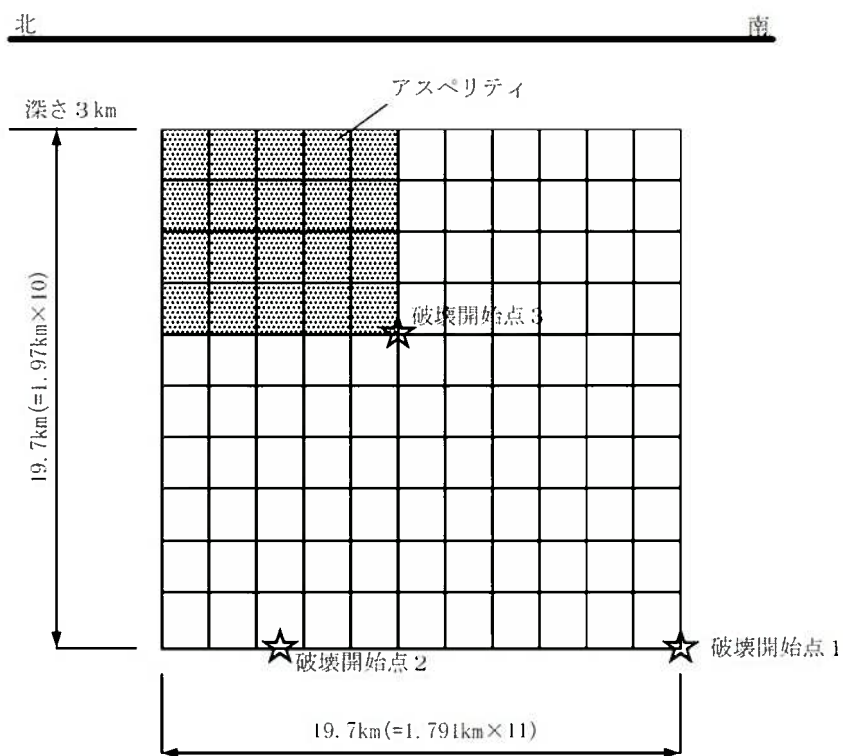 北
南
アスペリティ
深さ3km
破壊開始点3
19.7km(=1.97km×10)
破壊開始点2
破壊開始点1
19.7km(=1.791km×11)